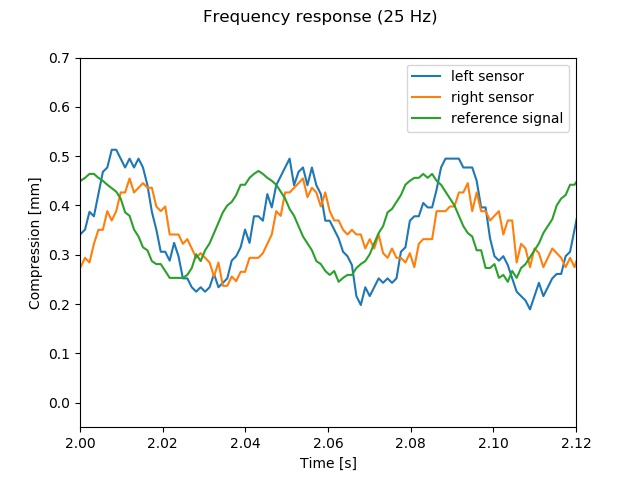 Frequency response (25 Hz)
0.7
0.6
0.5
0.4
0.3
0.2
0.1
0.0
Compression [mm]
left sensor
right sensor
reference signal
2.00 2.02 2.04 2.06 2.08 2.10 2.12
Time [s]